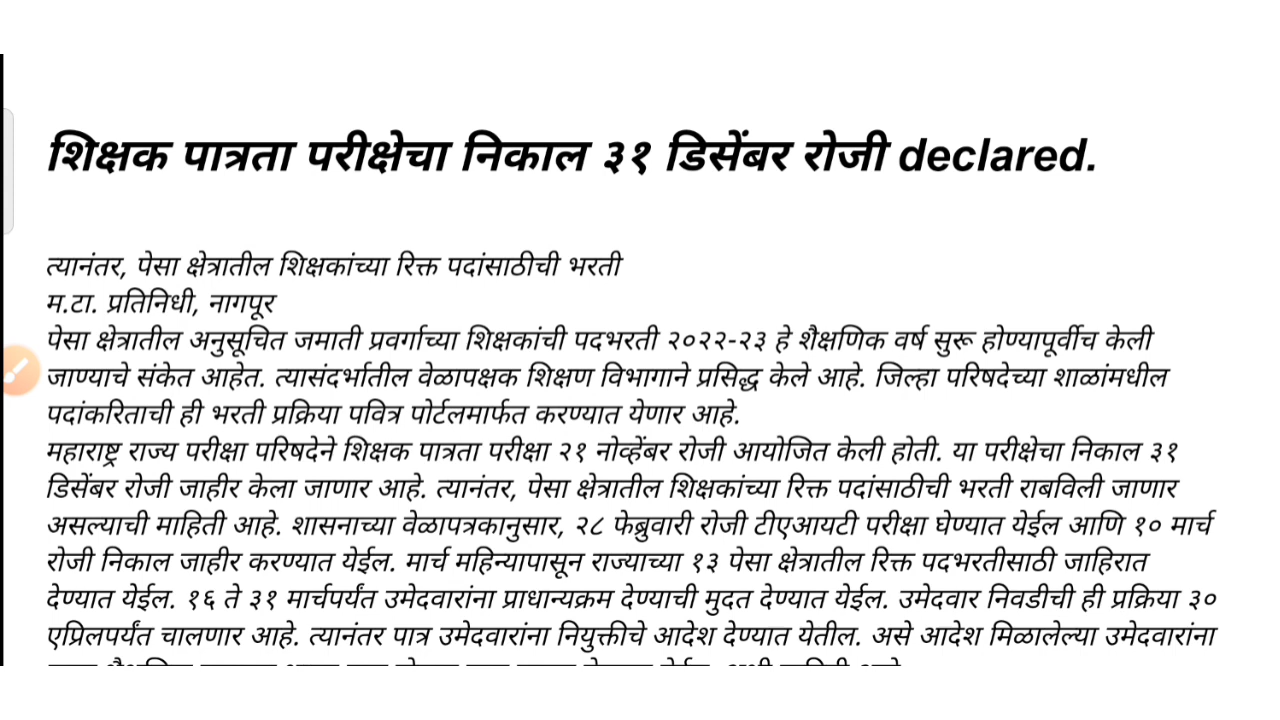 शिक्षक पात्रता परीक्षेचा निकाल ३१ डिसेंबर रोजी declared.
त्यानंतर, पेसा क्षेत्रातील शिक्षकांच्या रिक्त पदांसाठीची भरती
म.टा. प्रतिनिधी, नागपूर
पेसा क्षेत्रातील अनुसूचित जमाती प्रवर्गाच्या शिक्षकांची पदभरती २०२२-२३ हे शैक्षणिक वर्ष सुरू होण्यापूर्वीच केली
जाण्याचे संकेत आहेत. त्यासंदर्भातील वेळापक्षक शिक्षण विभागाने प्रसिद्ध केले आहे. जिल्हा परिषदेच्या शाळांमधील
पदांकरिताची ही भरती प्रक्रिया पवित्र पोर्टलमार्फत करण्यात येणार आहे.
महाराष्ट्र राज्य परीक्षा परिषदेने शिक्षक पात्रता परीक्षा २१ नोव्हेंबर रोजी आयोजित केली होती. या परीक्षेचा निकाल ३१
डिसेंबर रोजी जाहीर केला जाणार आहे. त्यानंतर, पेसा क्षेत्रातील शिक्षकांच्या रिक्त पदांसाठीची भरती राबविली जाणार
असल्याची माहिती आहे. शासनाच्या वेळापत्रकानुसार, २८ फेब्रुवारी रोजी टीएआयटी परीक्षा घेण्यात येईल आणि १० मार्च
रोजी निकाल जाहीर करण्यात येईल. मार्च महिन्यापासून राज्याच्या १३ पेसा क्षेत्रातील रिक्त पदभरतीसाठी जाहिरात
देण्यात येईल. १६ ते ३१ मार्चपर्यंत उमेदवारांना प्राधान्यक्रम देण्याची मुदत देण्यात येईल. उमेदवार निवडीची ही प्रक्रिया ३०
एप्रिलपर्यंत चालणार आहे. त्यानंतर पात्र उमेदवारांना नियुक्तीचे आदेश देण्यात येतील. असे आदेश मिळालेल्या उमेदवारांना